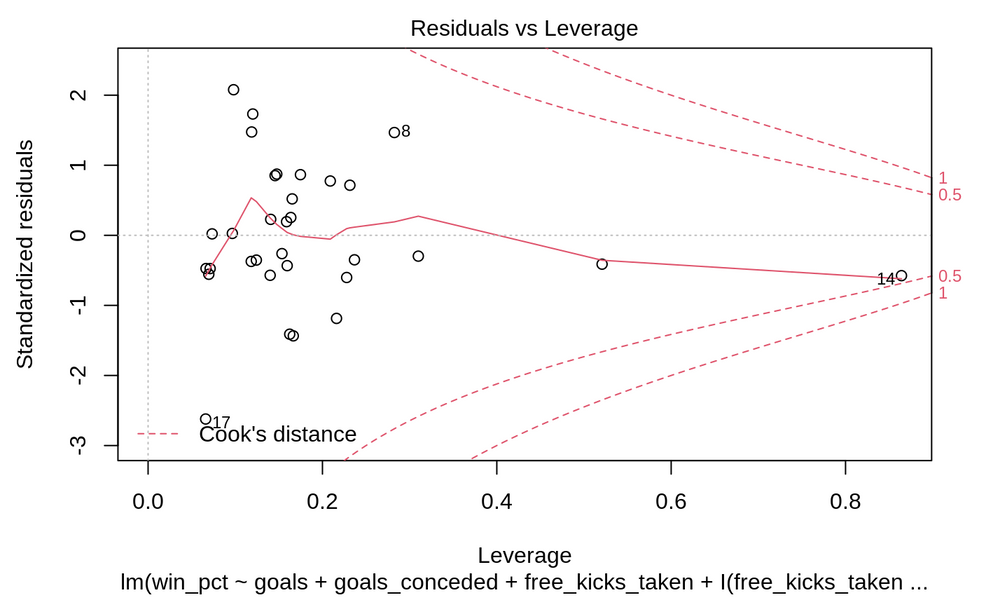 Residuals vs Leverage
Standardized residuals
2
1
0
-1
-2
-3
8
14
17
1
0.5
0.5
1
Cook's distance
0.0 0.2 0.4 0.6 0.8
Leverage
lm(win_pct ~ goals + goals_conceded + free_kicks_taken + I(free_kicks_taken ...